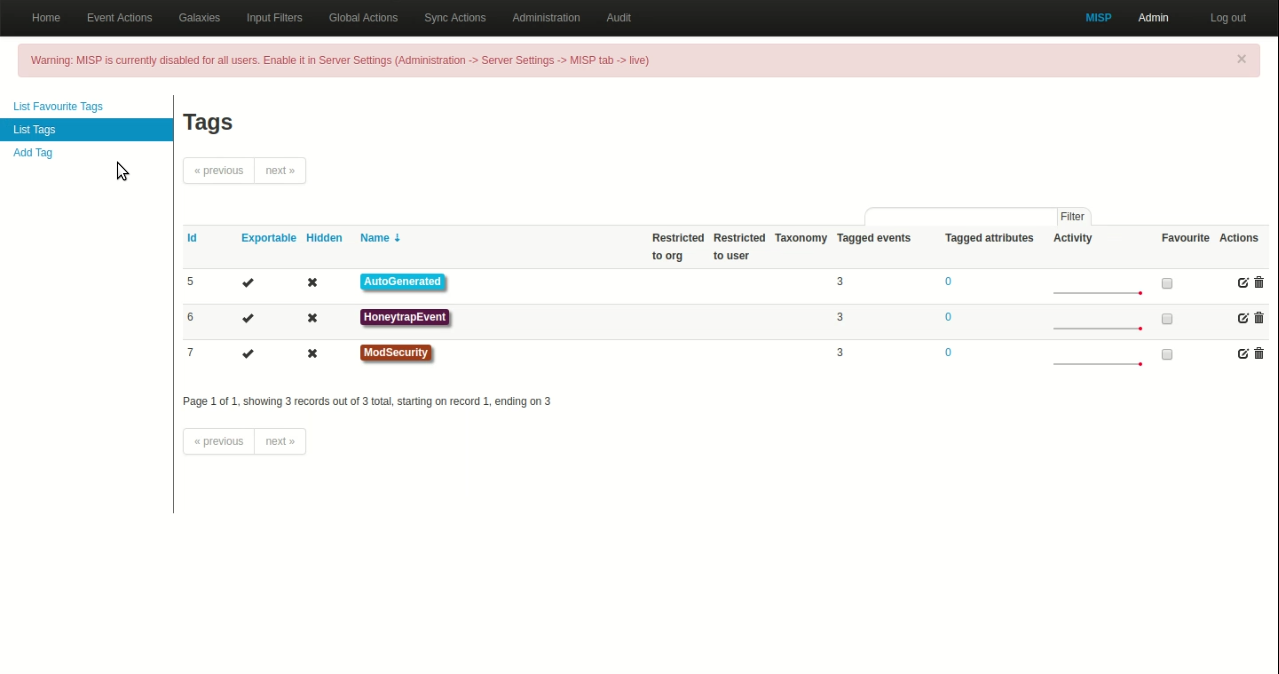 Home Event Actions Galaxies Input Filters Global Actions Sync Actions Administration Audit MISP Admin Log out
Warning: MISP is currently disabled for all users. Enable it in Server Settings (Administration -> Server Settings -> MISP tab -> live) ×
List Favourite Tags
List Tags
Add Tag
Tags
« previous next »
Filter
Id Exportable Hidden Name ↓ Restricted to org Restricted to user Taxonomy Tagged events Tagged attributes Activity Favourite Actions
5 AutoGenerated 3 0
6 HoneytrapEvent 3 0
7 ModSecurity 3 0
Page 1 of 1, showing 3 records out of 3 total, starting on record 1, ending on 3
« previous next »